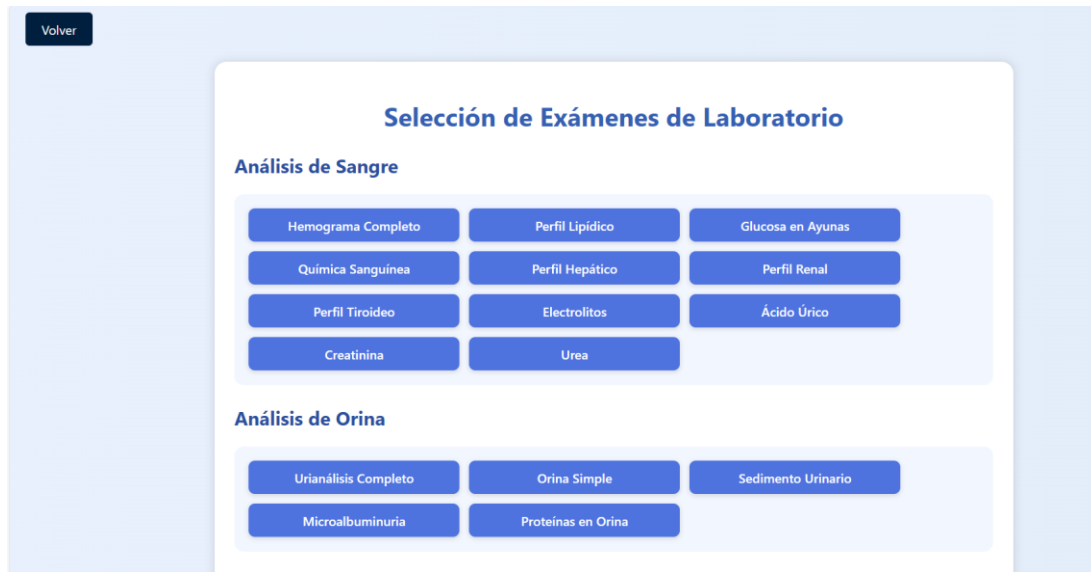 Volver
Selección de Exámenes de Laboratorio
Análisis de Sangre
Hemograma Completo Perfil Lipídico Glucosa en Ayunas
Química Sanguínea Perfil Hepático Perfil Renal
Perfil Tiroideo Electrolitos Ácido Úrico
Creatinina Urea
Análisis de Orina
Urianálisis Completo Orina Simple Sedimento Urinario
Microalbuminuria Proteínas en Orina